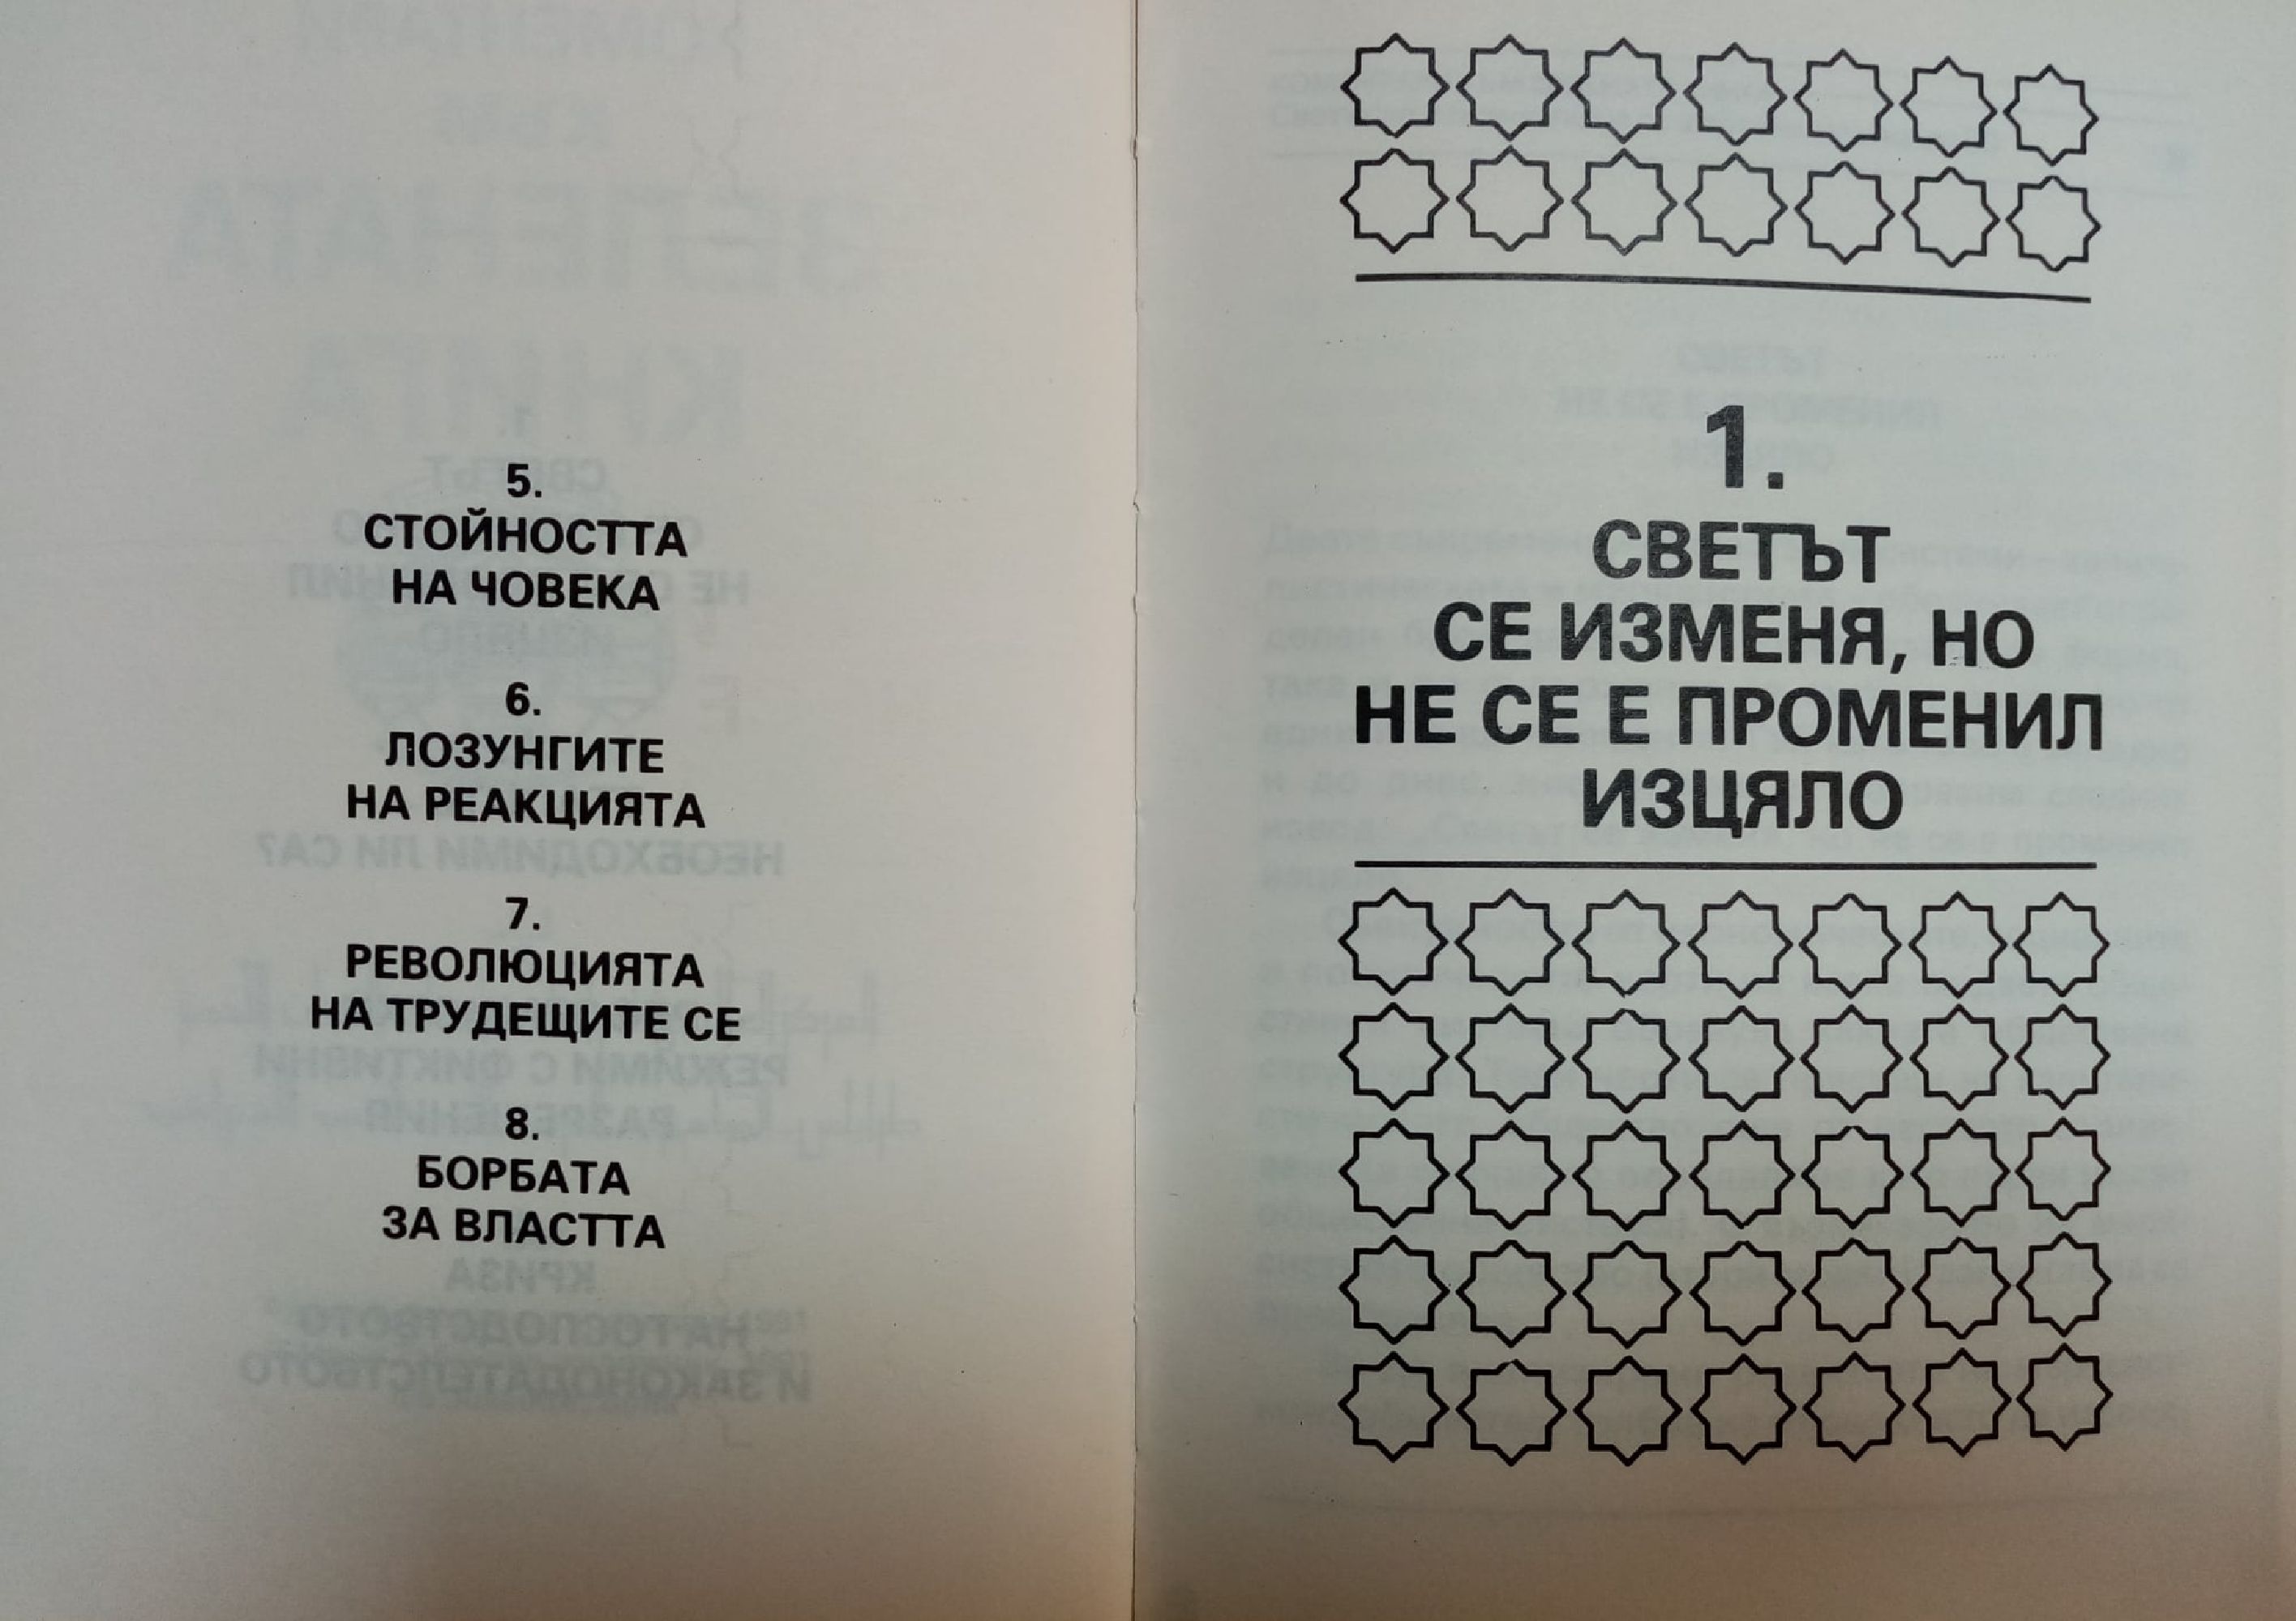 5.
СТОЙНОСТТА
НА ЧОВЕКА
6.
ЛОЗУНГИТЕ
НА РЕАКЦИЯТА
7.
РЕВОЛЮЦИЯТА
НА ТРУДЕЩИТЕ СЕ
8.
БОРБАТА
ЗА ВЛАСТТА
1.
СВЕТЪТ
СЕ ИЗМЕНЯ, НО
НЕ СЕ Е ПРОМЕНИЛ
ИЗЦЯЛО